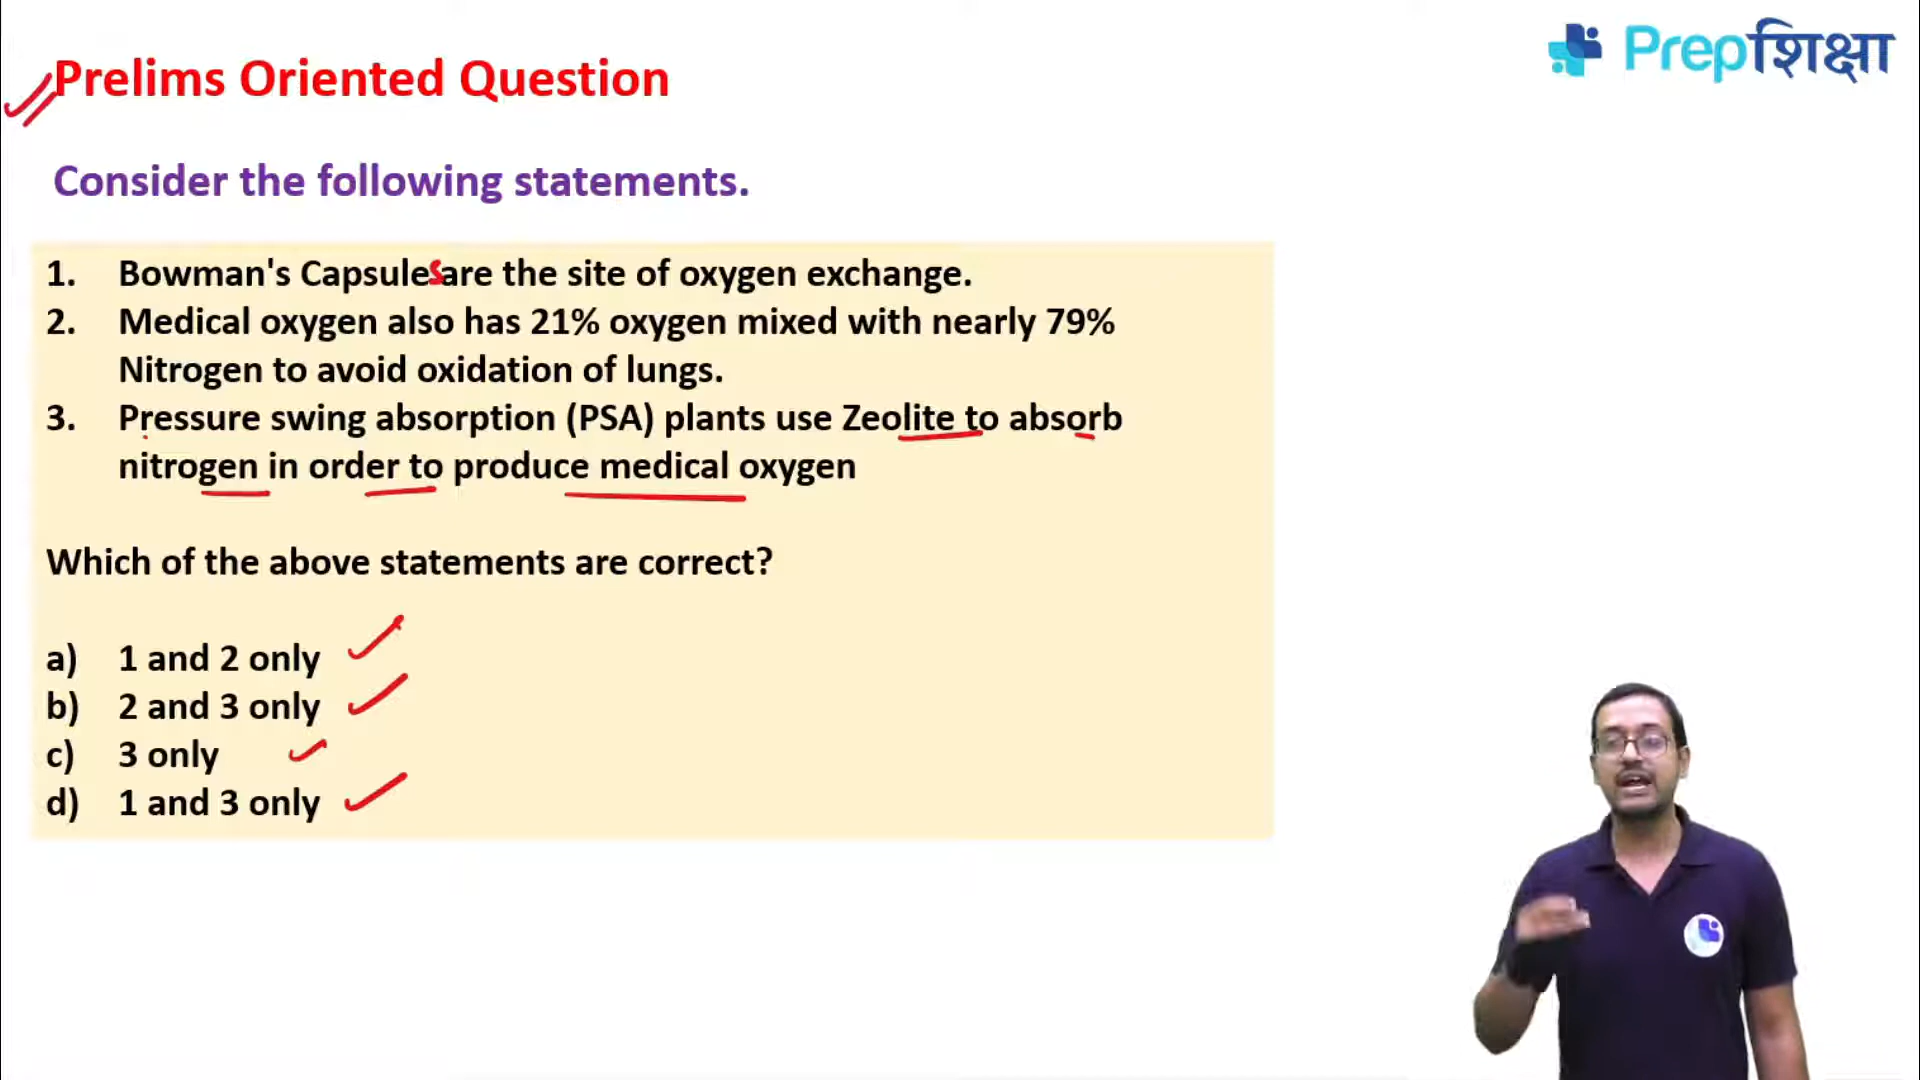 Prepशिक्षा
Prelims Oriented Question
Consider the following statements.
1. Bowman's Capsules are the site of oxygen exchange.
2. Medical oxygen also has 21% oxygen mixed with nearly 79%
Nitrogen to avoid oxidation of lungs.
3. Pressure swing absorption (PSA) plants use Zeolite to absorb
nitrogen in order to produce medical oxygen
Which of the above statements are correct?
a) 1 and 2 only
b) 2 and 3 only
c) 3 only
d) 1 and 3 only